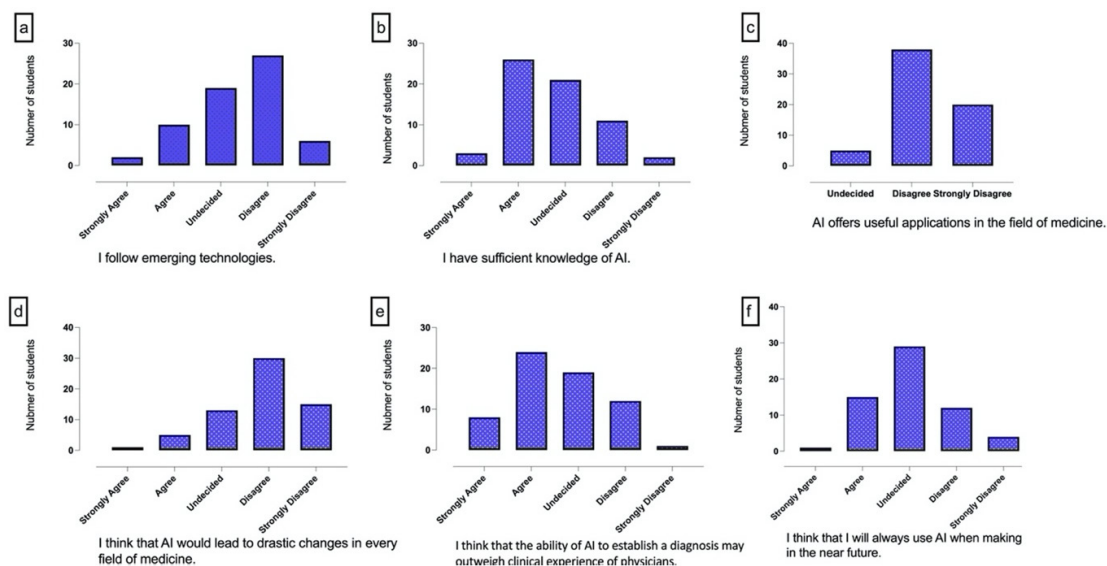 a
Nubmrer of students
30
20
10
0
Strongly Agree
Agree
Undecided
Disagree
Strongly Disagree
I follow emerging technologies.
b
Number of students
30
20
10
0
Strongly Agree
Agree
Undecided
Disagree
Strongly Disagree
I have sufficient knowledge of AI.
c
Nubmer of students
40
30
20
10
0
Undecided
Disagree
Strongly Disagree
AI offers useful applications in the field of medicine.
d
Nubmer of students
40
30
20
10
0
Strongly Agree
Agree
Undecided
Disagree
Strongly Disagree
I think that AI would lead to drastic changes in every
field of medicine.
e
Nubmer of students
30
20
10
0
Strongly Agree
Agree
Undecided
Disagree
Strongly Disagree
I think that the ability of AI to establish a diagnosis may
outweigh clinical experience of physicians.
f
Nubmer of students
40
30
20
10
0
Strongly Agree
Agree
Undecided
Disagree
Strongly Disagree
I think that I will always use AI when making
in the near future.